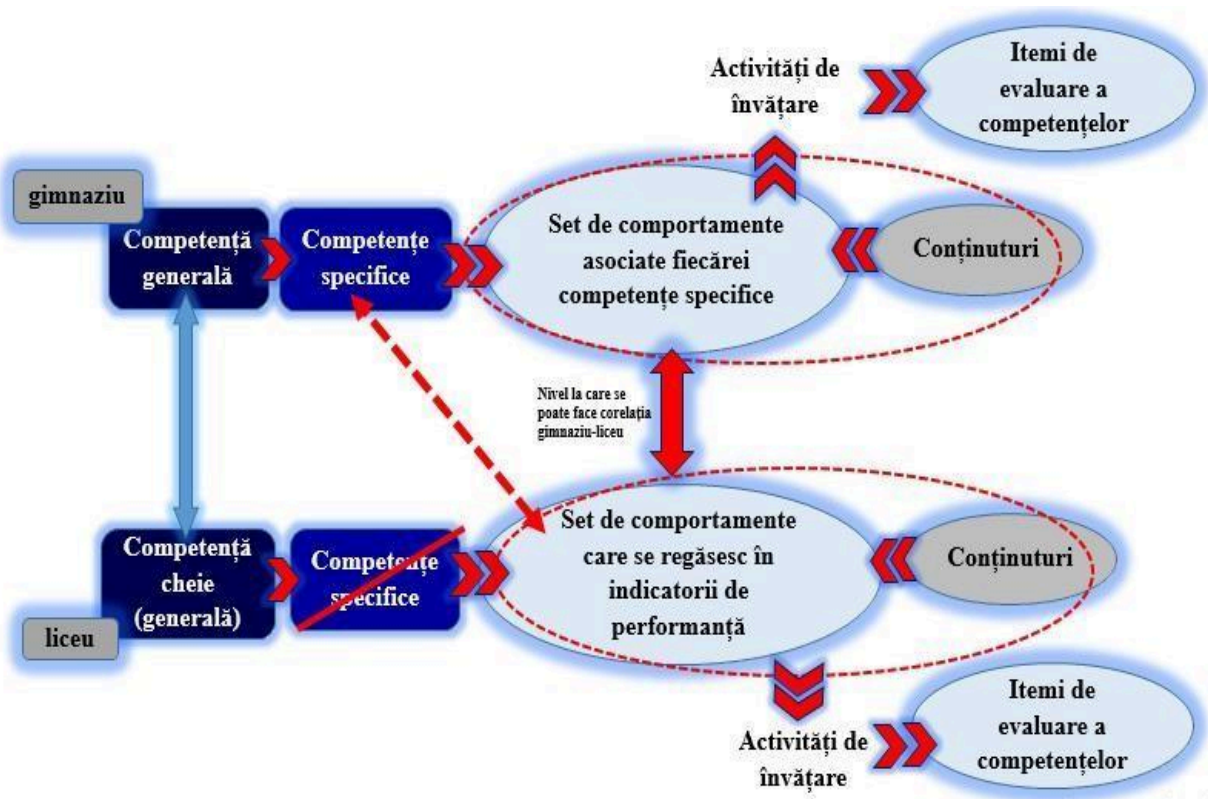 Activități de
învățare
Itemi de
evaluare a
competențelor
gimnaziu
Competență
generală
Competențe
specifice
Set de comportamente
asociate fiecărei
competențe specifice
Conținuturi
Nivel la care se
poate face corelația
gimnaziu-liceu
Competență
cheie
(generală)
liceu
Competențe
specifice
Set de comportamente
care se regăsesc în
indicatorii de
performanță
Conținuturi
Activități de
învățare
Itemi de
evaluare a
competențelor